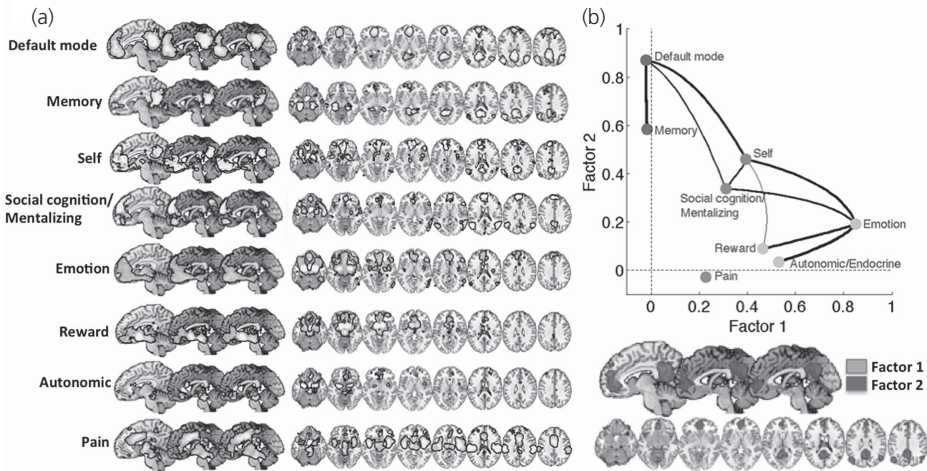 (a)
Default mode
Memory
Self
Social cognition/
Mentalizing
Emotion
Reward
Autonomic
Pain
(b)
Factor 2
1
0.8
0.6
0.4
0.2
0
Default mode
Memory
Self
Social cognition/
Mentalizing
Emotion
Reward
Autonomic/Endocrine
Pain
0
0.2
0.4
0.6
0.8
1
Factor 1
Factor 1
Factor 2